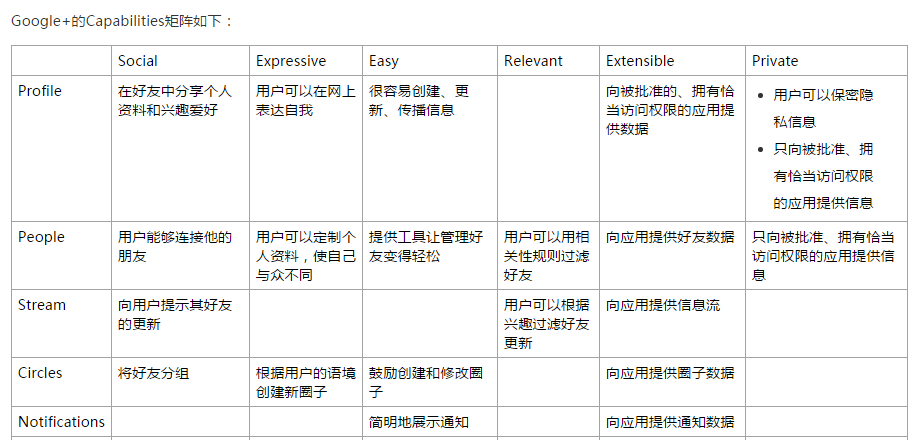 Google+的Capabilities矩阵如下：
Social Expressive Easy Relevant Extensible Private
Profile
在好友中分享个人
资料和兴趣爱好
用户可以在网上
表达自我
很容易创建、更
新、传播信息
向被批准的、拥有恰
当访问权限的应用提
供数据
用户可以保密隐
私信息
只向被批准、拥
有恰当访问权限
的应用提供信息
People
用户能够连接他的
朋友
用户可以定制个
人资料，使自己
与众不同
提供工具让管理好
友变得轻松
用户可以用相
关性规则过滤
好友
向应用提供好友数据
只向被批准、拥有恰当
访问权限的应用提供信
息
Stream
向用户提示其好友
的更新
用户可以根据
兴趣过滤好友
更新
向应用提供信息流
Circles
将好友分组
根据用户的语境
创建新圈子
鼓励创建和修改圈
子
向应用提供圈子数据
Notifications
简明地展示通知
向应用提供通知数据